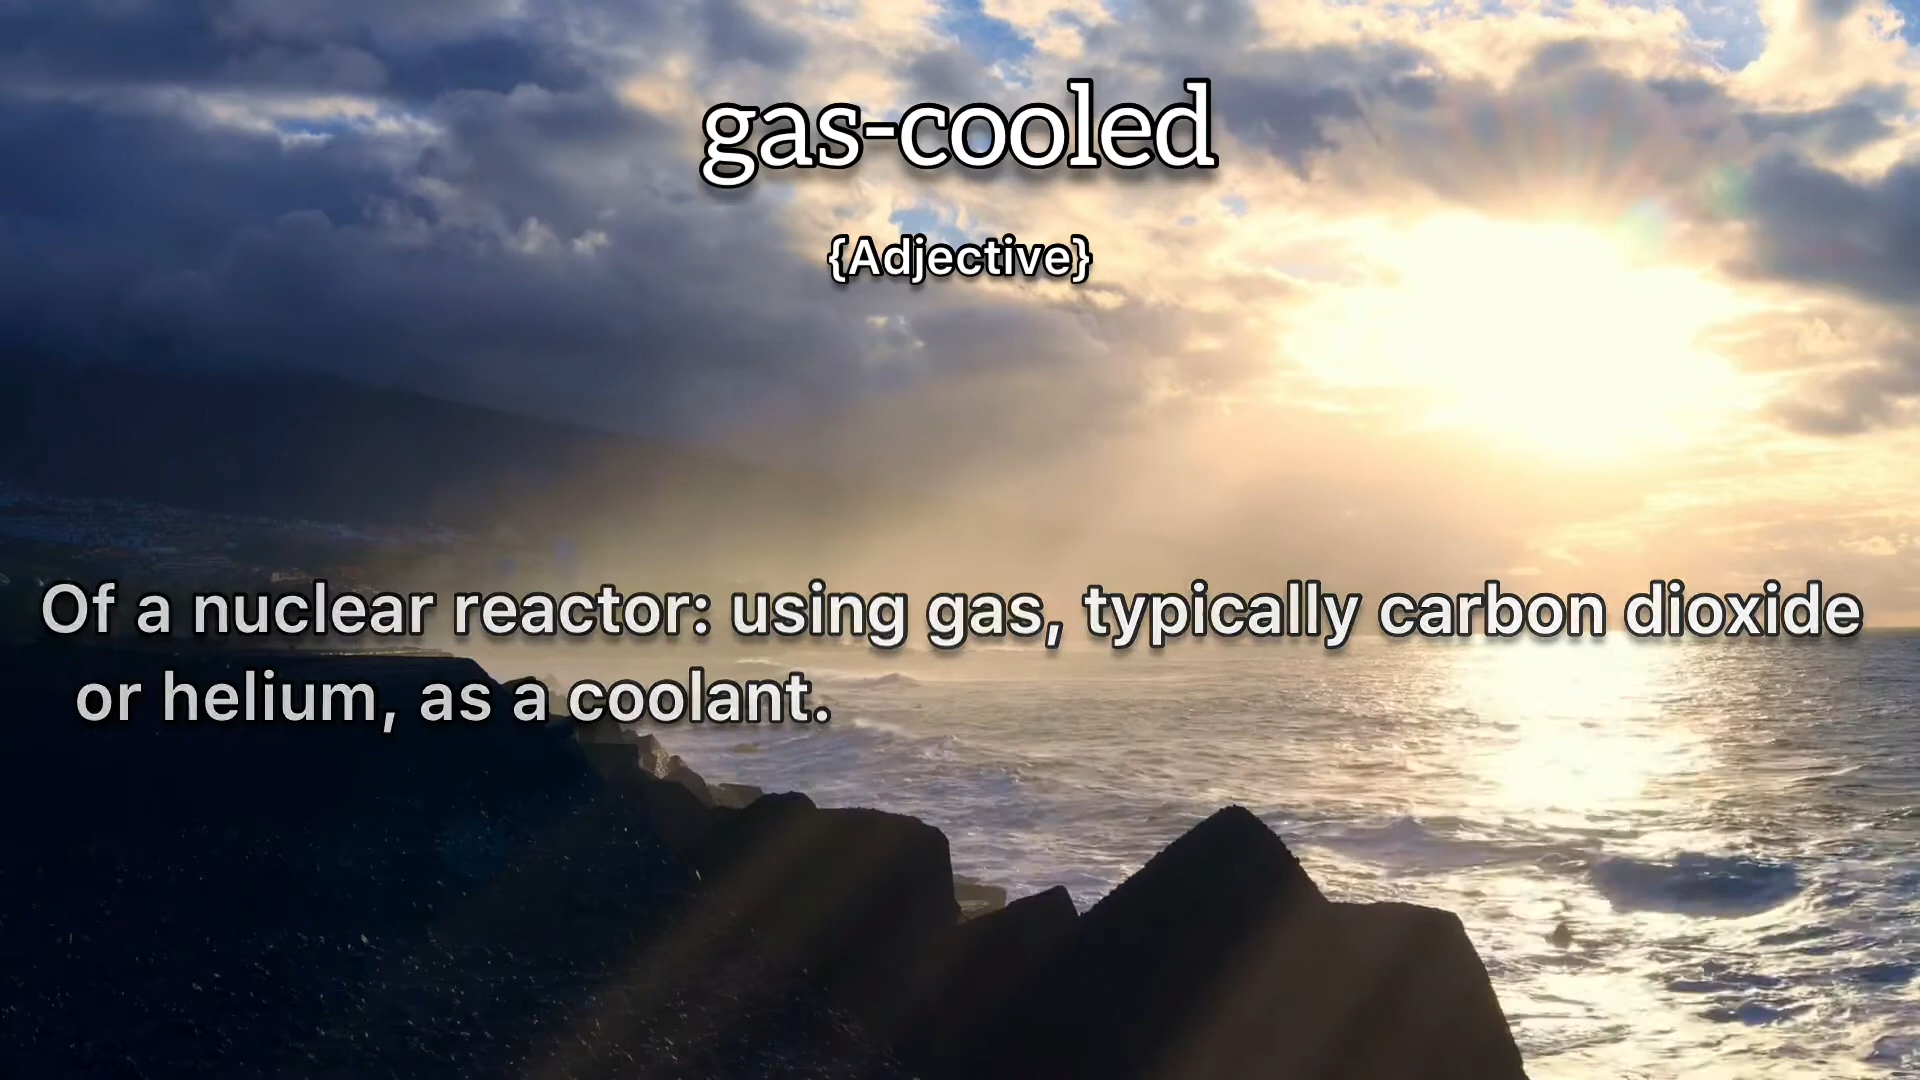 gas-cooled
{Adjective}
Of a nuclear reactor: using gas, typically carbon dioxide
or helium, as a coolant.